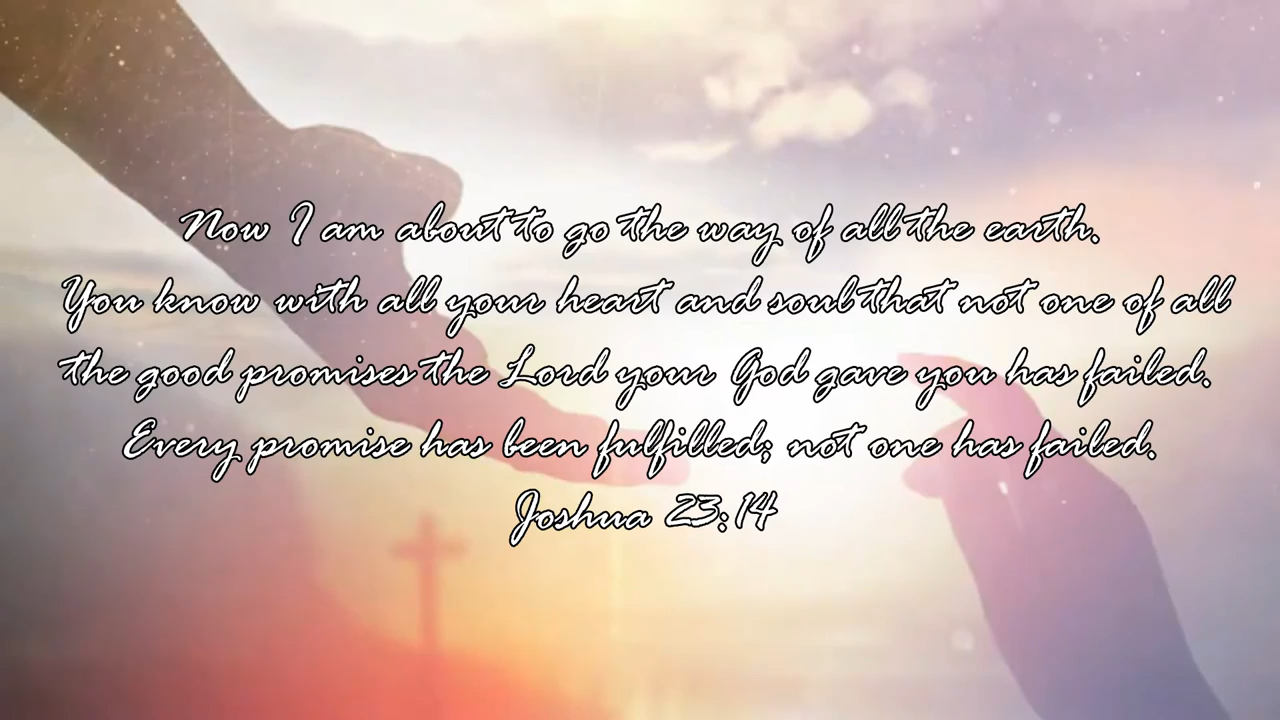 Now I am about to go the way of all the earth.
You know with all your heart and soul that not one of all
the good promises the Lord your God gave you has failed.
Every promise has been fulfilled; not one has failed.
Joshua 23:14